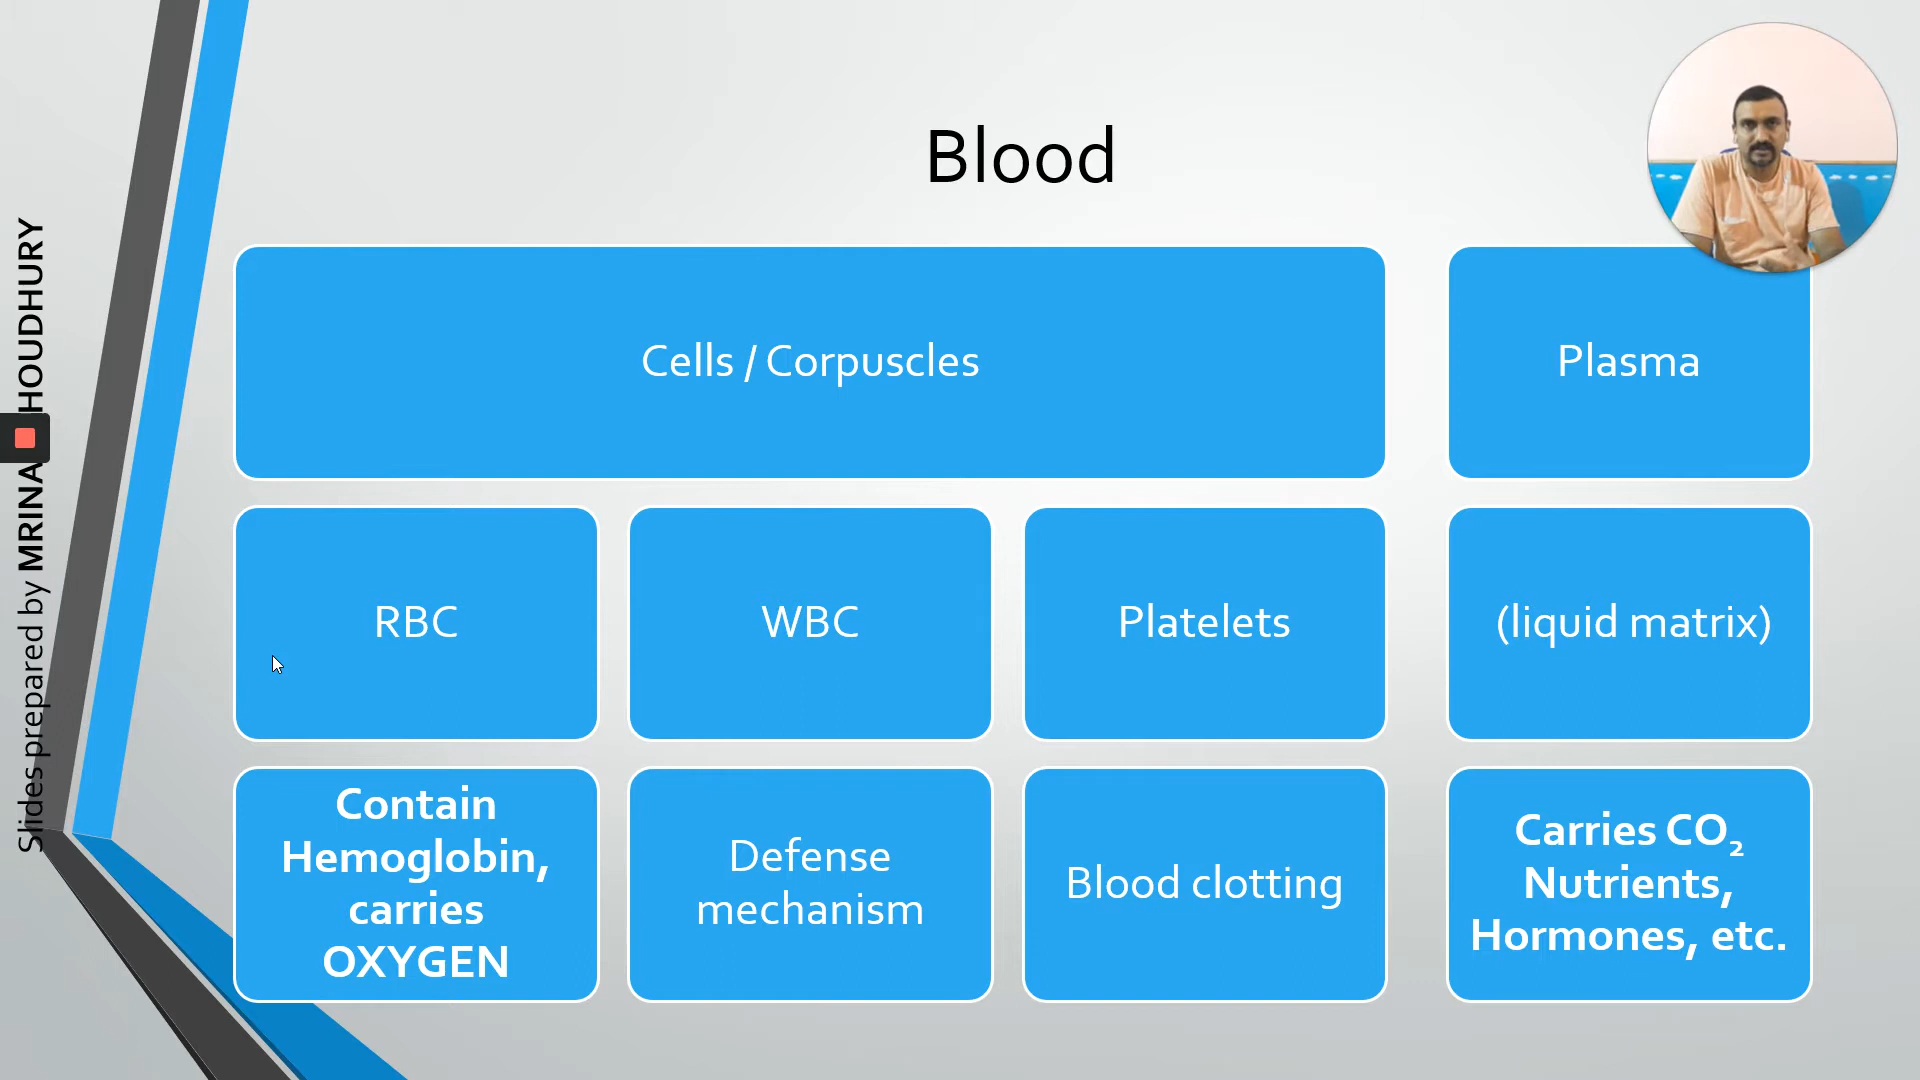 Blood
Cells / Corpuscles
Plasma
RBC
WBC
Platelets
(liquid matrix)
Contain
Hemoglobin,
carries
OXYGEN
Defense
mechanism
Blood clotting
Carries CO₂
Nutrients,
Hormones, etc.
Slides prepared by MRINA HOUDHURY